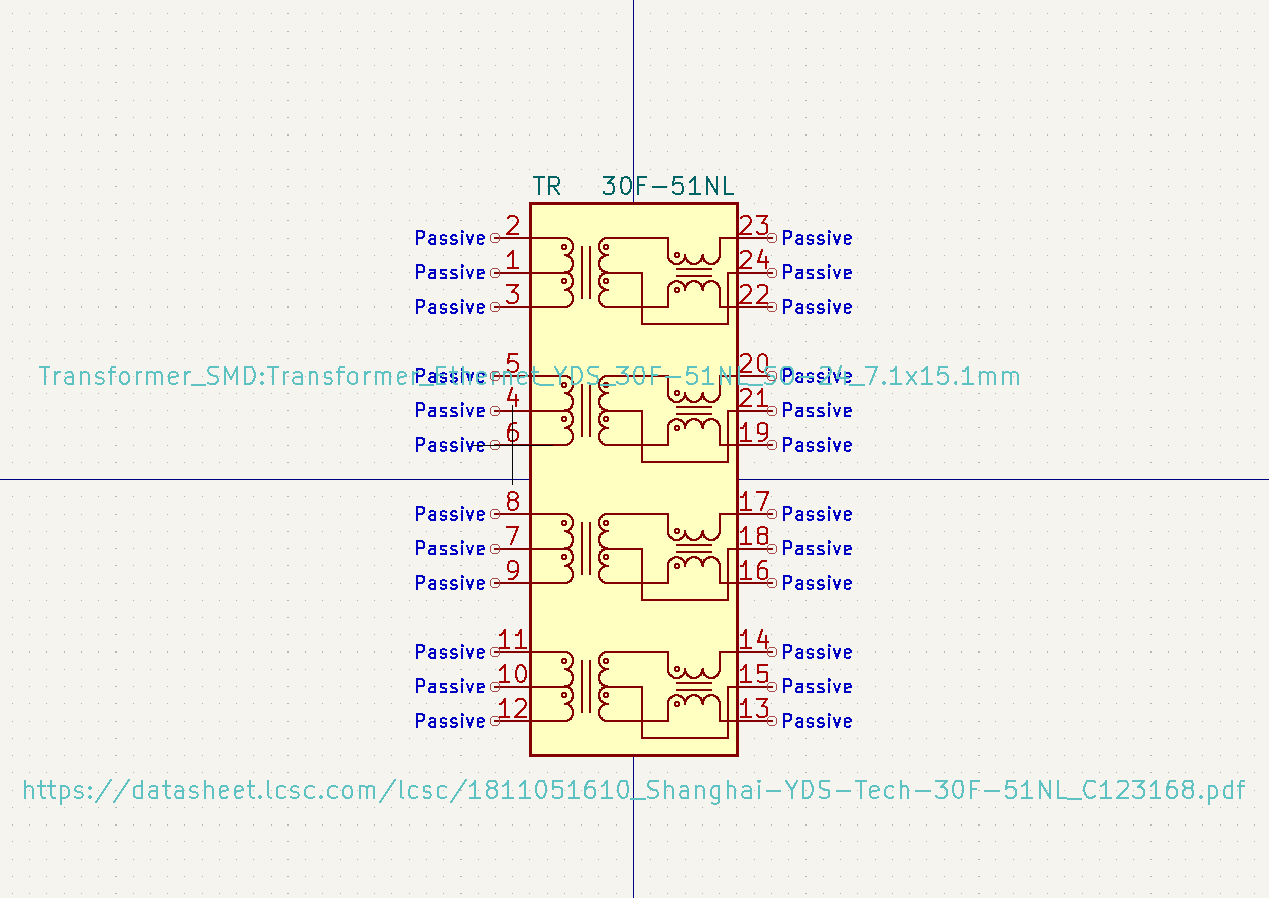 TR 30F-51NL
Passive 2 23 Passive
Passive 1 24 Passive
Passive 3 22 Passive
Passive 5 20 Passive
Transformer_SMD:Transformer_Ethernet_YDS_30F-51NL_SO-24_7.1x15.1mm
Passive 4 21 Passive
Passive 6 19 Passive
Passive 8 17 Passive
Passive 7 18 Passive
Passive 9 16 Passive
Passive 11 14 Passive
Passive 10 15 Passive
Passive 12 13 Passive
https://datasheet.lcsc.com/lcsc/1811051610_Shanghai-YDS-Tech-30F-51NL_C123168.pdf